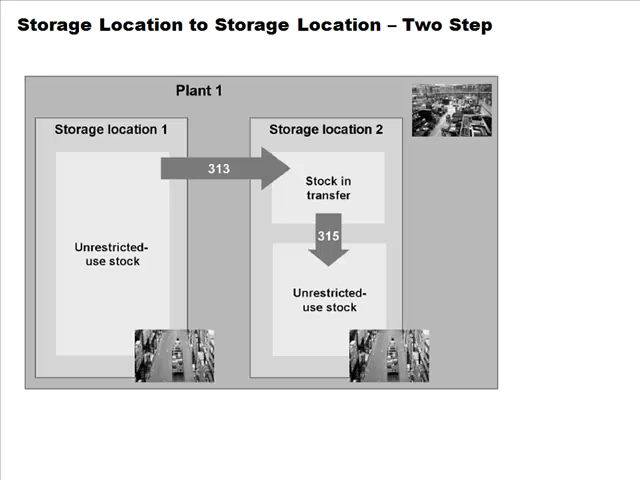 Storage Location to Storage Location – Two Step
Plant 1
Storage location 1
Storage location 2
313
Stock in
transfer
315
Unrestricted-
use stock
Unrestricted-
use stock